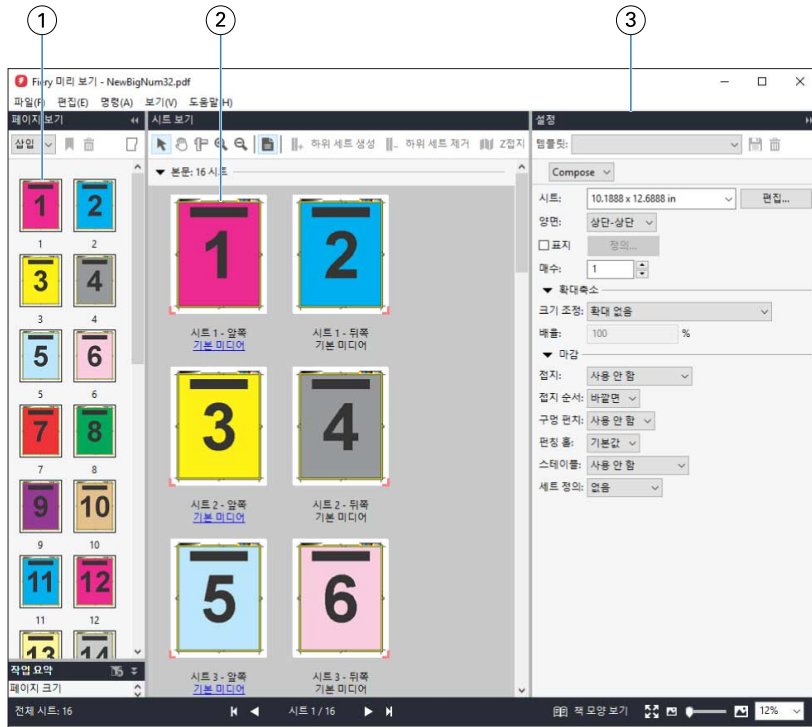 1 2 3
Fiery 미리 보기 - NewBigNum32.pdf
파일(F) 편집(E) 명령(A) 보기(V) 도움말(H)
페이지 보기
삽입
1 2
1 2
3 4
3 4
5 6
5 6
7 8
7 8
9 10
9 10
11 12
11 12
13 14
작업 요약
페이지 크기
시트 보기
하위 세트 생성 하위 세트 제거 Z접지
본문: 16 시트
1 2
시트 1 - 앞쪽 시트 1 - 뒤쪽
기본 미디어 기본 미디어
3 4
시트 2 - 앞쪽 시트 2 - 뒤쪽
기본 미디어 기본 미디어
5 6
시트 3 - 앞쪽 시트 3 - 뒤쪽
기본 미디어 기본 미디어
설정
템플릿:
Compose
시트: 10.1888 x 12.6888 in 편집...
양면: 상단-상단
표지 정의...
매수: 1
확대축소
크기 조정: 확대 없음
배율: 100 %
마감
접지: 사용 안 함
접지 순서: 바깥면
구멍 펀치: 사용 안 함
펀칭 홈: 기본값
스테이플: 사용 안 함
세트 정의: 없음
전체 시트: 16 시트 1 / 16 책 모양 보기 12%